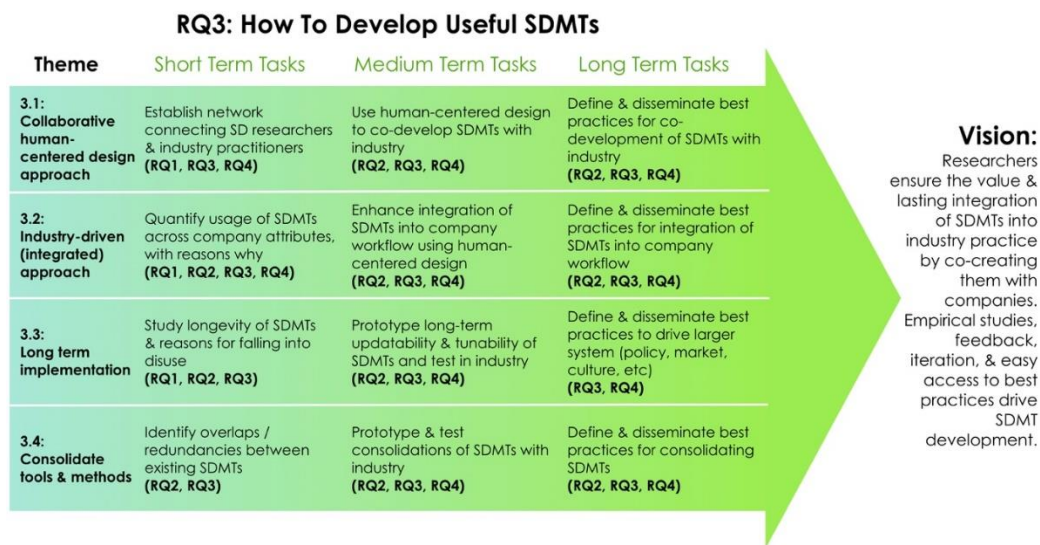 RQ3: How To Develop Useful SDMTs
Theme
Short Term Tasks
Medium Term Tasks
Long Term Tasks
3.1:
Collaborative
human-
centered design
approach
Establish network
connecting SD researchers
& industry practitioners
(RQ1, RQ3, RQ4)
Use human-centered design
to co-develop SDMTs with
industry
(RQ2, RQ3, RQ4)
Define & disseminate best
practices for co-
development of SDMTs with
industry
(RQ2, RQ3, RQ4)
3.2:
Industry-driven
(integrated)
approach
Quantify usage of SDMTs
across company attributes,
with reasons why
(RQ1, RQ2, RQ3, RQ4)
Enhance integration of
SDMTs into company
workflow using human-
centered design
(RQ2, RQ3, RQ4)
Define & disseminate best
practices for integration of
SDMTs into company
workflow
(RQ2, RQ3, RQ4)
3.3:
Long term
implementation
Study longevity of SDMTs
& reasons for falling into
disuse
(RQ1, RQ2, RQ3)
Prototype long-term
updatability & tunability of
SDMTs and test in industry
(RQ2, RQ3, RQ4)
Define & disseminate best
practices to drive larger
system (policy, market,
culture, etc)
(RQ3, RQ4)
3.4:
Consolidate
tools & methods
Identify overlaps /
redundancies between
existing SDMTs
(RQ2, RQ3)
Prototype & test
consolidations of SDMTs with
industry
(RQ2, RQ3, RQ4)
Define & disseminate best
practices for consolidating
SDMTs
(RQ2, RQ3, RQ4)
Vision:
Researchers
ensure the value &
lasting integration
of SDMTs into
industry practice
by co-creating
them with
companies.
Empirical studies,
feedback,
iteration, & easy
access to best
practices drive
SDMT
development.